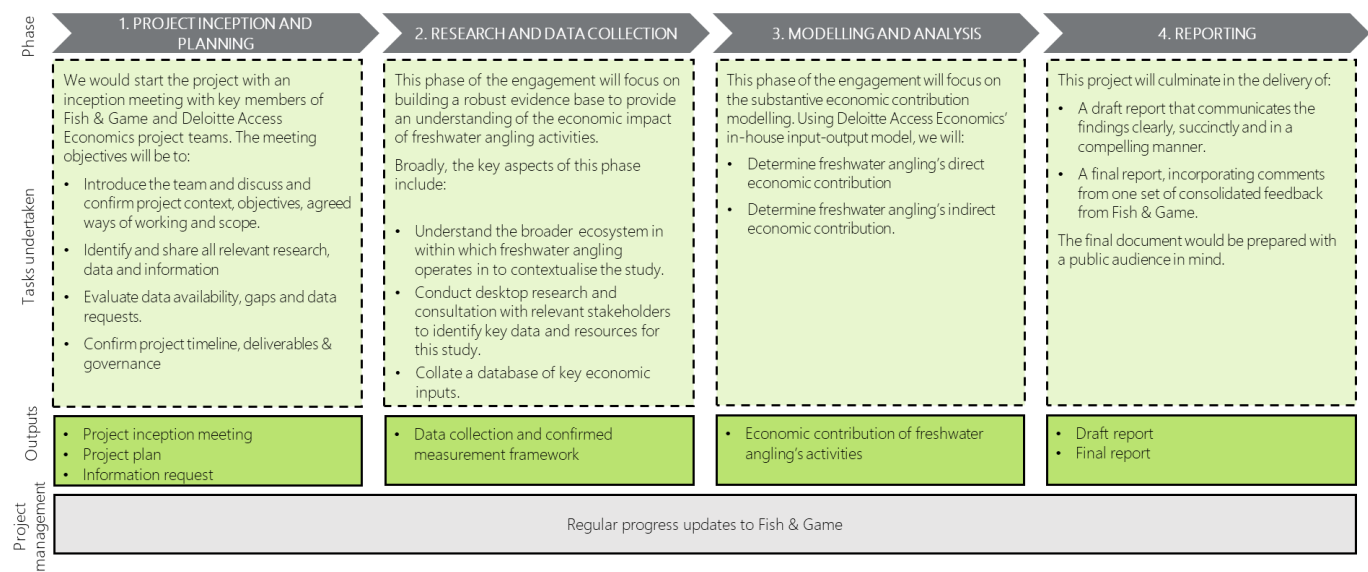 Phase
1. PROJECT INCEPTION AND
PLANNING
2. RESEARCH AND DATA COLLECTION
3. MODELLING AND ANALYSIS
4. REPORTING
Tasks undertaken
We would start the project with an
inception meeting with key members of
Fish & Game and Deloitte Access
Economics project teams. The meeting
objectives will be to:
• Introduce the team and discuss and
confirm project context, objectives, agreed
ways of working and scope.
• Identify and share all relevant research,
data and information
• Evaluate data availability, gaps and data
requests.
• Confirm project timeline, deliverables &
governance
This phase of the engagement will focus on
building a robust evidence base to provide
an understanding of the economic impact
of freshwater angling activities.
Broadly, the key aspects of this phase
include:
• Understand the broader ecosystem in
within which freshwater angling
operates in to contextualise the study.
• Conduct desktop research and
consultation with relevant stakeholders
to identify key data and resources for
this study.
• Collate a database of key economic
inputs.
This phase of the engagement will focus on
the substantive economic contribution
modelling. Using Deloitte Access Economics'
in-house input-output model, we will:
• Determine freshwater angling's direct
economic contribution
• Determine freshwater angling's indirect
economic contribution.
This project will culminate in the delivery of:
• A draft report that communicates the
findings clearly, succinctly and in a
compelling manner.
• A final report, incorporating comments
from one set of consolidated feedback
from Fish & Game.
The final document would be prepared with
a public audience in mind.
Outputs
• Project inception meeting
• Project plan
• Information request
• Data collection and confirmed
measurement framework
• Economic contribution of freshwater
angling's activities
• Draft report
• Final report
Project
management
Regular progress updates to Fish & Game